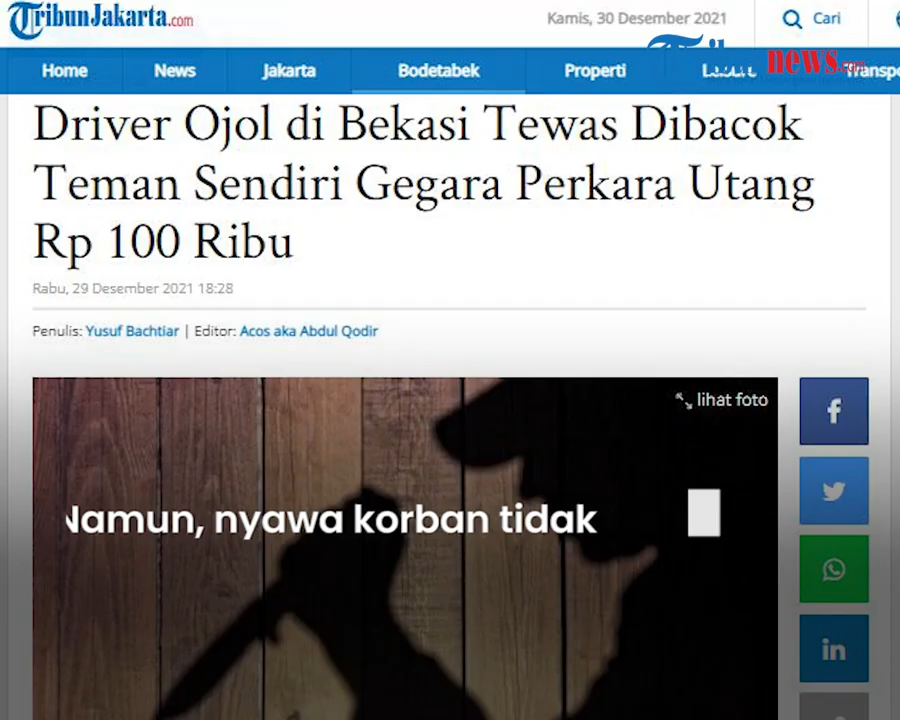 TribunJakarta.com
Kamis, 30 Desember 2021
Cari
Home News Jakarta Bodetabek Properti
news.com
Driver Ojol di Bekasi Tewas Dibacok
Teman Sendiri Gegara Perkara Utang
Rp 100 Ribu
Rabu, 29 Desember 2021 18:28
Penulis: Yusuf Bachtiar | Editor: Acos aka Abdul Qodir
lihat foto
Namun, nyawa korban tidak